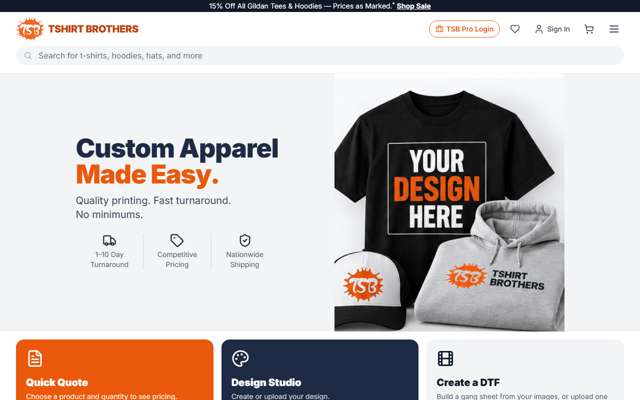 15% Off All Gildan Tees & Hoodies — Prices as Marked.* Shop Sale
TSB
TSHIRT BROTHERS
TSB Pro Login
Sign In
Search for t-shirts, hoodies, hats, and more
Custom Apparel
Made Easy.
Quality printing. Fast turnaround.
No minimums.
1-10 Day
Turnaround
Competitive
Pricing
Nationwide
Shipping
YOUR
DESIGN
HERE
TSB
TSB
TSHIRT
BROTHERS
Quick Quote
Choose a product and quantity to see pricing.
Design Studio
Create or upload your design.
Create a DTF
Build a gang sheet from your images, or upload one